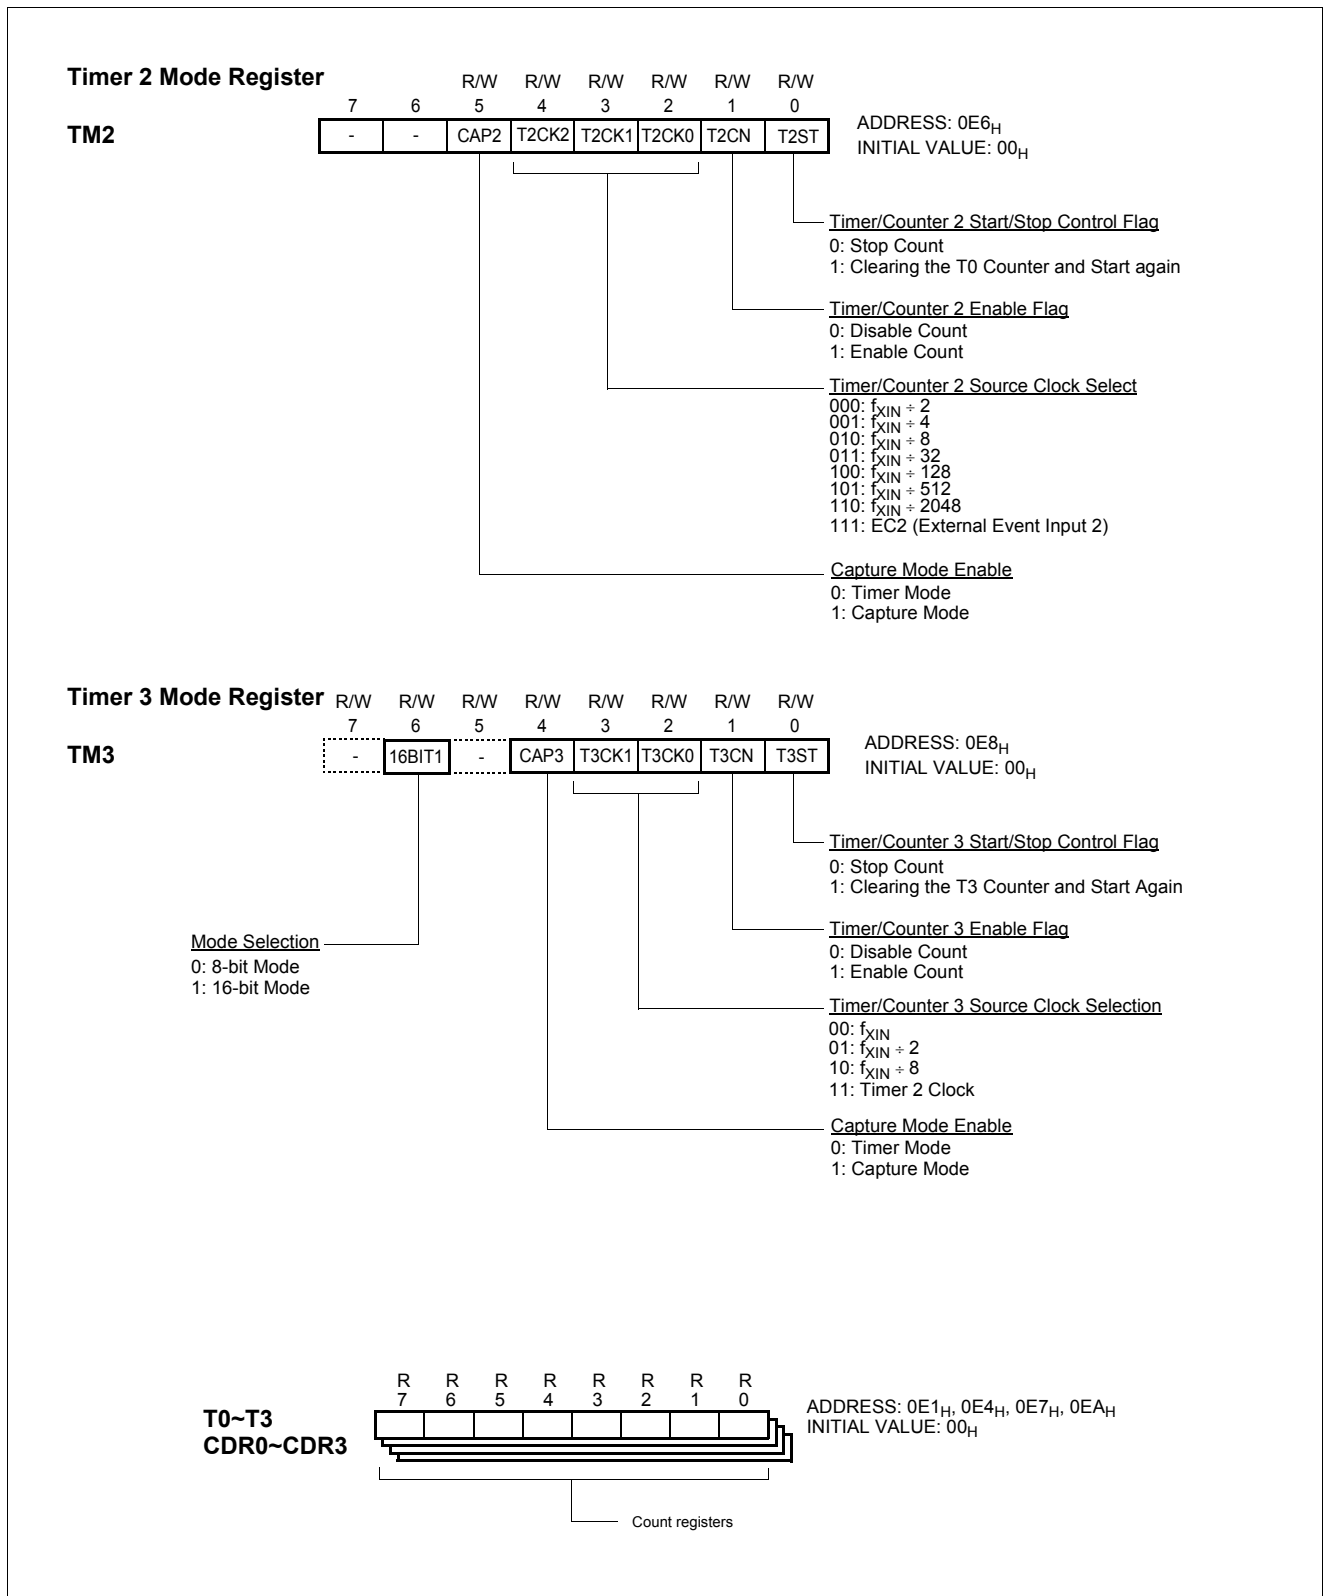 Timer 2 Mode Register
R/W R/W R/W R/W R/W R/W
7 6 5 4 3 2 1 0
TM2
- - CAP2 T2CK2 T2CK1 T2CK0 T2CN T2ST
ADDRESS: 0E6H
INITIAL VALUE: 00H
Timer/Counter 2 Start/Stop Control Flag
0: Stop Count
1: Clearing the T0 Counter and Start again
Timer/Counter 2 Enable Flag
0: Disable Count
1: Enable Count
Timer/Counter 2 Source Clock Select
000: fXIN ÷ 2
001: fXIN ÷ 4
010: fXIN ÷ 8
011: fXIN ÷ 32
100: fXIN ÷ 128
101: fXIN ÷ 512
110: fXIN ÷ 2048
111: EC2 (External Event Input 2)
Capture Mode Enable
0: Timer Mode
1: Capture Mode
Timer 3 Mode Register
R/W R/W R/W R/W R/W R/W R/W R/W
7 6 5 4 3 2 1 0
TM3
- 16BIT1 - CAP3 T3CK1 T3CK0 T3CN T3ST
ADDRESS: 0E8H
INITIAL VALUE: 00H
Timer/Counter 3 Start/Stop Control Flag
0: Stop Count
1: Clearing the T3 Counter and Start Again
Timer/Counter 3 Enable Flag
0: Disable Count
1: Enable Count
Mode Selection
0: 8-bit Mode
1: 16-bit Mode
Timer/Counter 3 Source Clock Selection
00: fXIN
01: fXIN ÷ 2
10: fXIN ÷ 8
11: Timer 2 Clock
Capture Mode Enable
0: Timer Mode
1: Capture Mode
R R R R R R R R
7 6 5 4 3 2 1 0
T0~T3
CDR0~CDR3
ADDRESS: 0E1H, 0E4H, 0E7H, 0EAH
INITIAL VALUE: 00H
Count registers